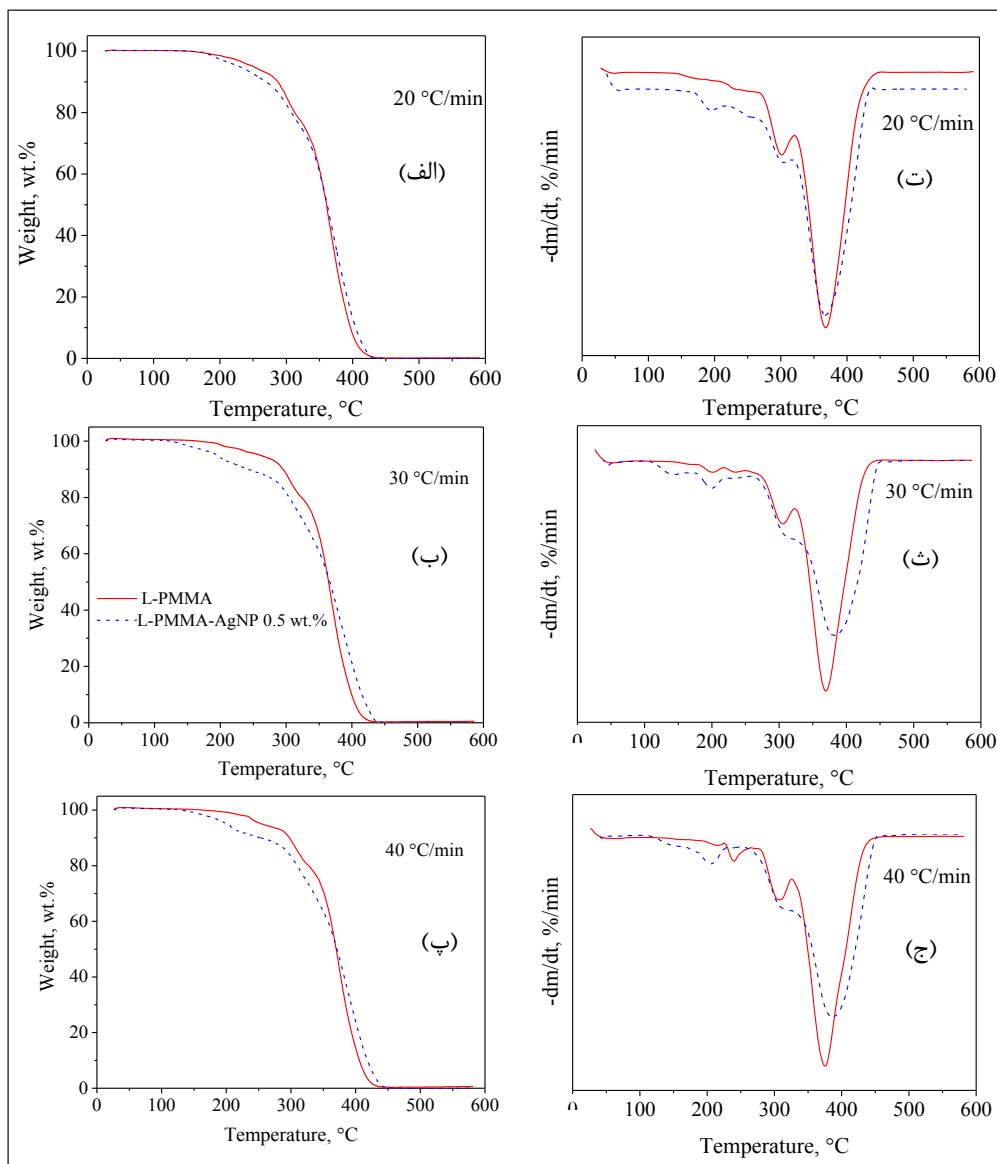 100
80
60
40
20
0
Weight, wt.%
20 °C/min
(الف)
0 100 200 300 400 500 600
Temperature, °C
-dm/dt, %/min
20 °C/min
(ت)
0 100 200 300 400 500 600
Temperature, °C
100
80
60
40
20
0
Weight, wt.%
30 °C/min
(ب)
L-PMMA
L-PMMA-AgNP 0.5 wt.%
0 100 200 300 400 500 600
Temperature, °C
-dm/dt, %/min
30 °C/min
(ث)
0 100 200 300 400 500 600
Temperature, °C
100
80
60
40
20
0
Weight, wt.%
40 °C/min
(پ)
0 100 200 300 400 500 600
Temperature, °C
-dm/dt, %/min
40 °C/min
(ج)
0 100 200 300 400 500 600
Temperature, °C